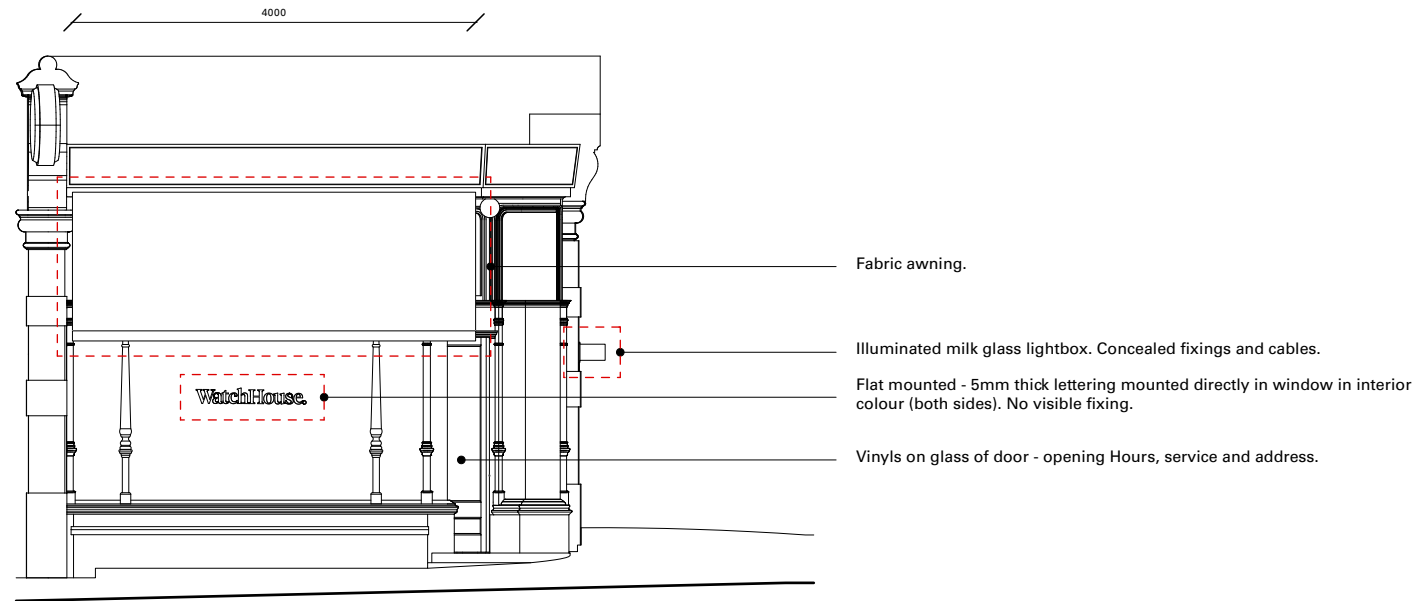 4000
Fabric awning.
Illuminated milk glass lightbox. Concealed fixings and cables.
Flat mounted - 5mm thick lettering mounted directly in window in interior
colour (both sides). No visible fixing.
WatchHouse.
Vinyls on glass of door - opening Hours, service and address.